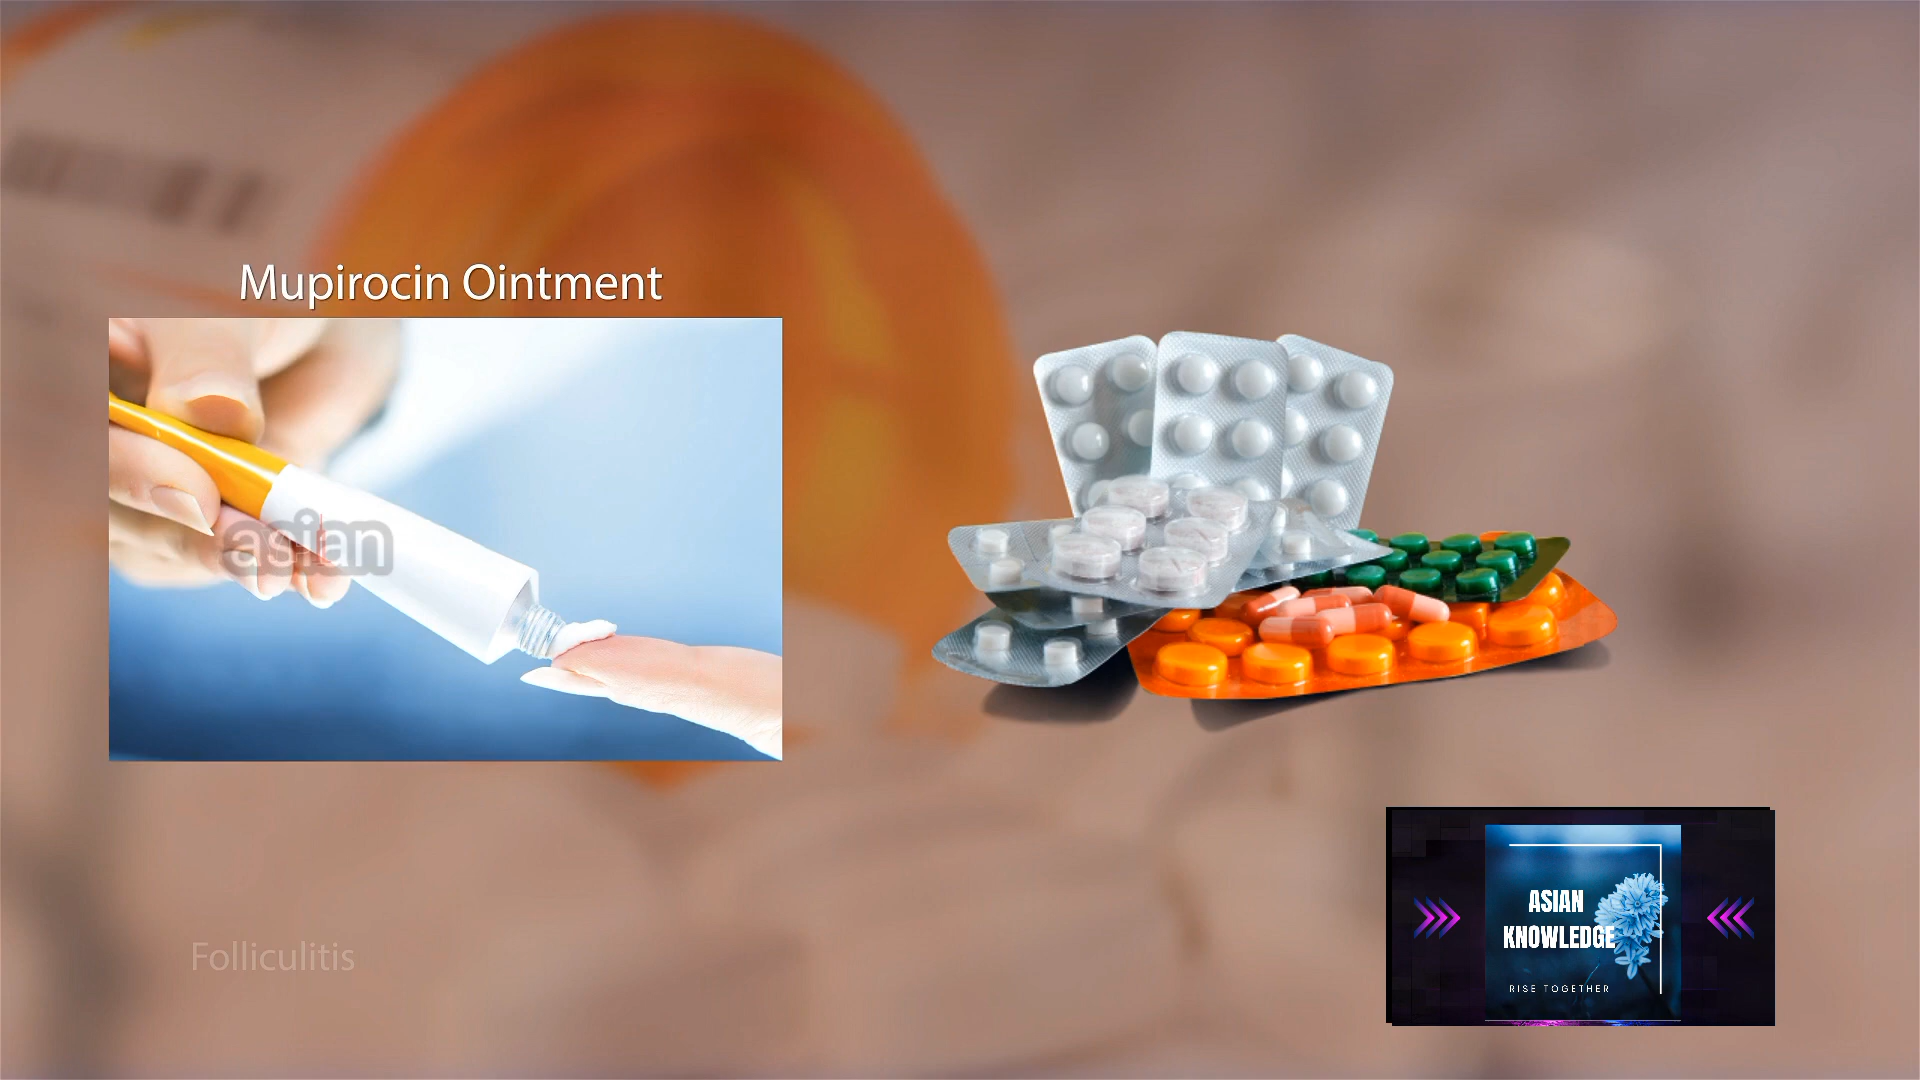 Mupirocin Ointment
asian
ASIAN
KNOWLEDGE
RISE TOGETHER
Folliculitis